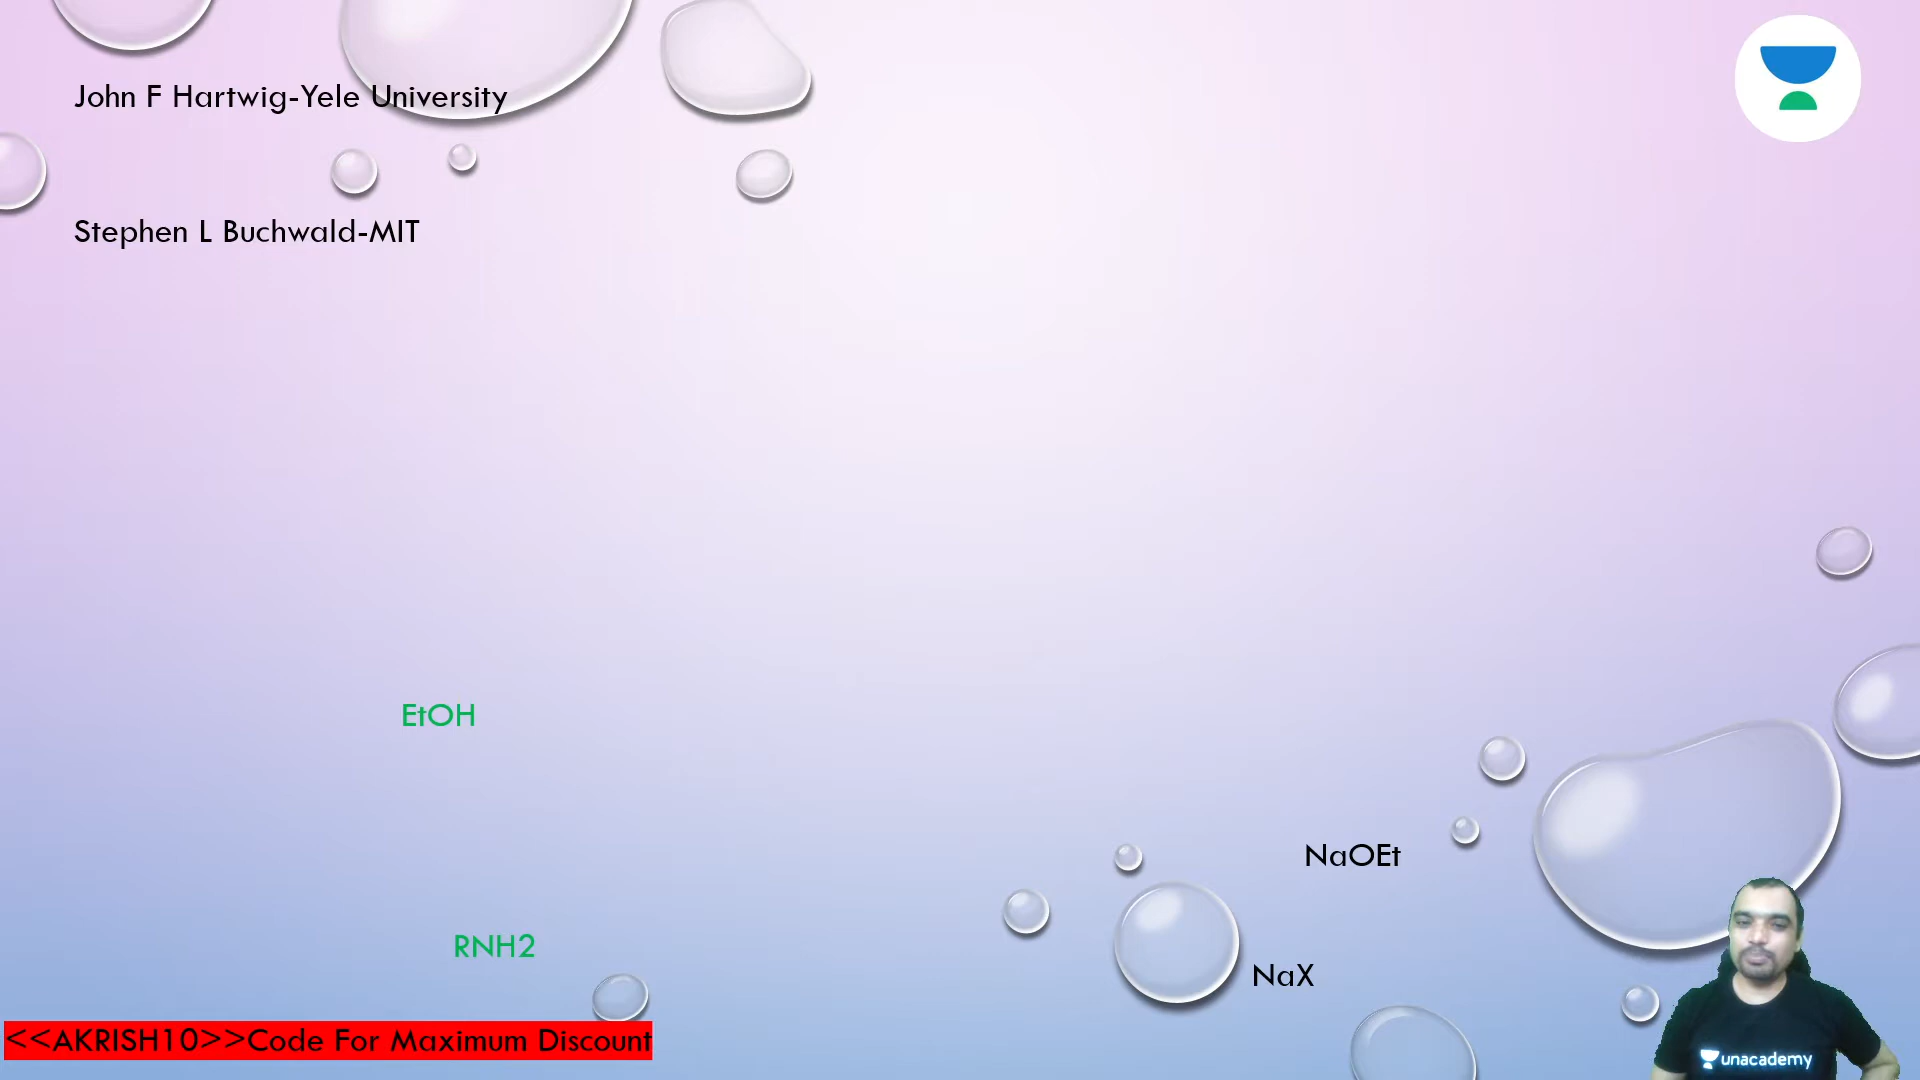 John F Hartwig-Yele University
Stephen L Buchwald-MIT
EtOH
NaOEt
RNH2
NaX
<<AKRISH10>>Code For Maximum Discount
unacademy